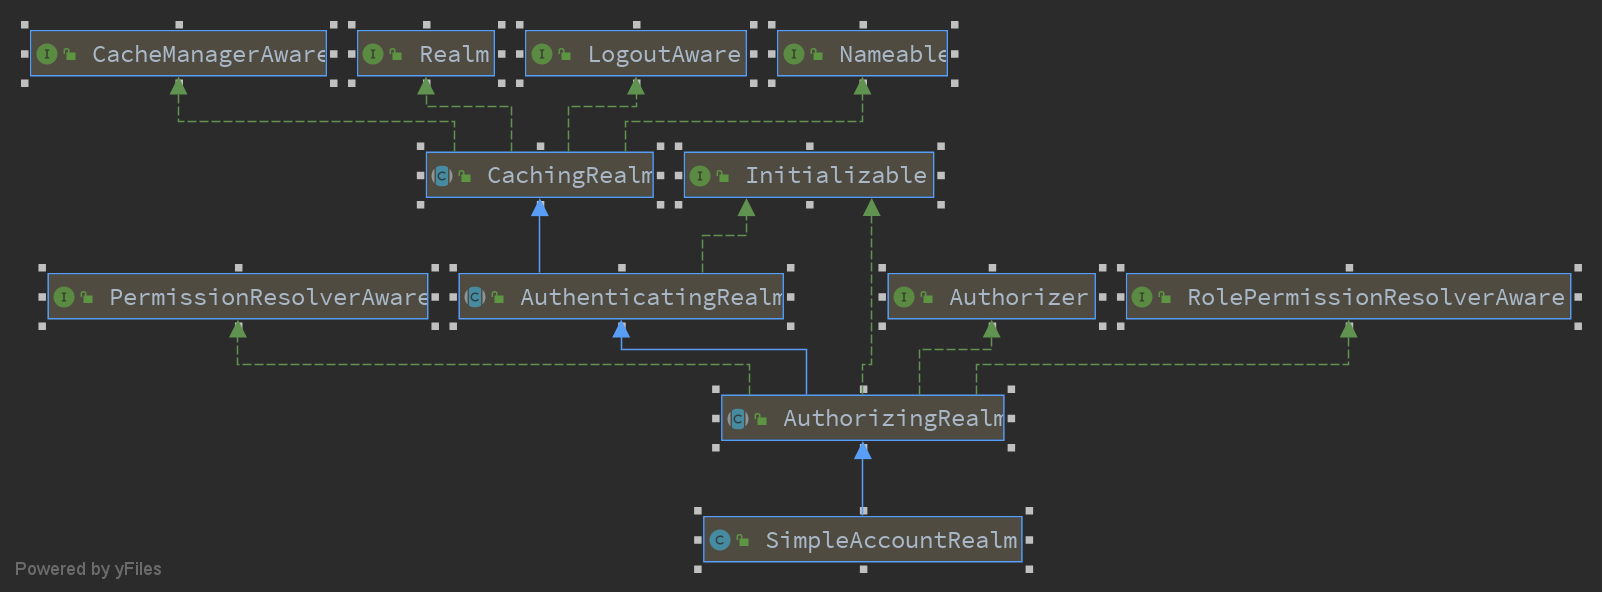 I CacheManagerAware
I Realm
I LogoutAware
I Nameable
C CachingRealm
I Initializable
I PermissionResolverAware
C AuthenticatingRealm
I Authorizer
I RolePermissionResolverAware
C AuthorizingRealm
C SimpleAccountRealm
Powered by yFiles